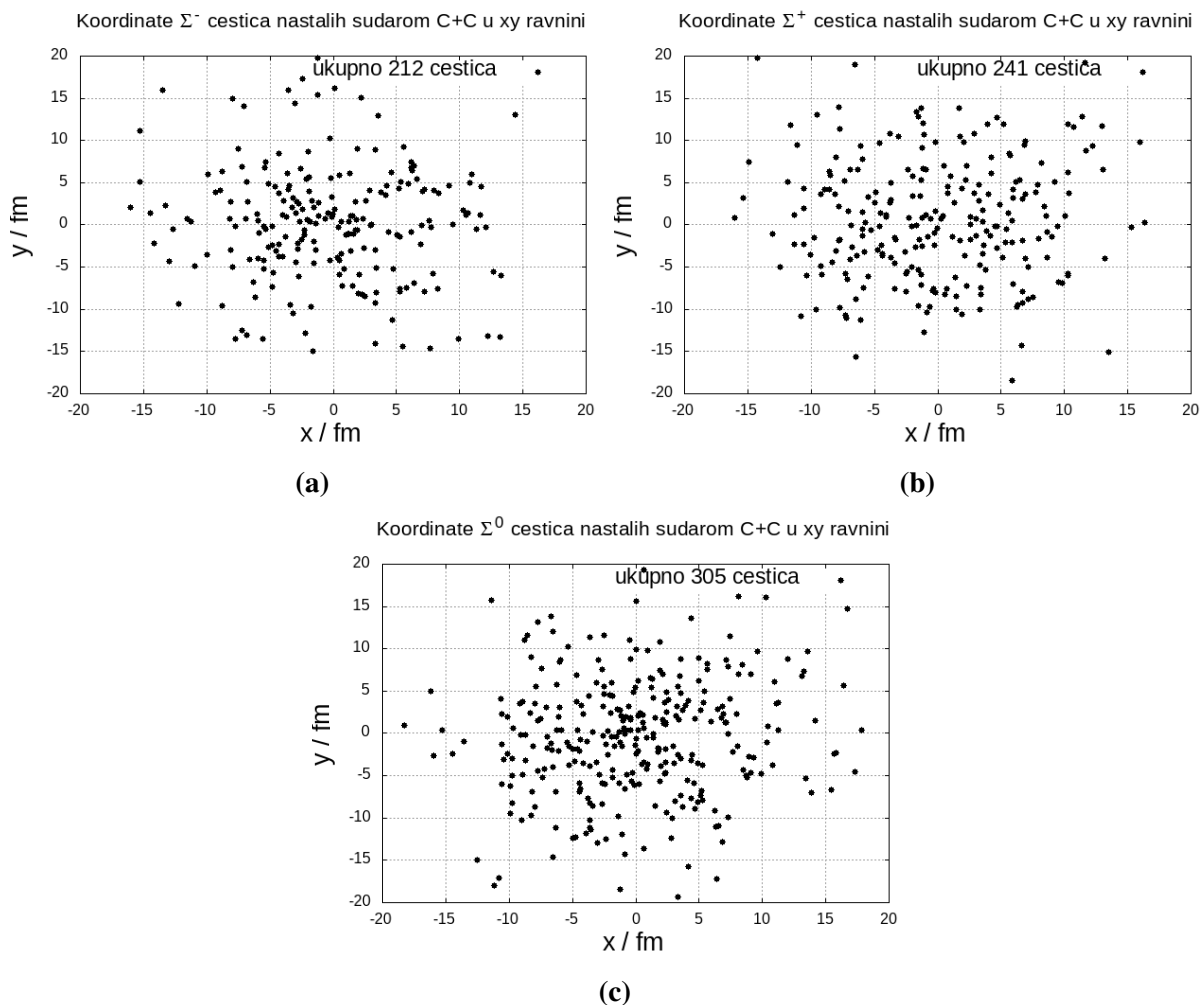 Koordinate Σ⁻ cestica nastalih sudarom C+C u xy ravnini
ukupno 212 cestica
20
15
10
5
0
-5
-10
-15
-20
y / fm
-20 -15 -10 -5 0 5 10 15 20
x / fm
(a)
Koordinate Σ⁺ cestica nastalih sudarom C+C u xy ravnini
ukupno 241 cestica
20
15
10
5
0
-5
-10
-15
-20
y / fm
-20 -15 -10 -5 0 5 10 15 20
x / fm
(b)
Koordinate Σ⁰ cestica nastalih sudarom C+C u xy ravnini
ukupno 305 cestica
20
15
10
5
0
-5
-10
-15
-20
y / fm
-20 -15 -10 -5 0 5 10 15 20
x / fm
(c)